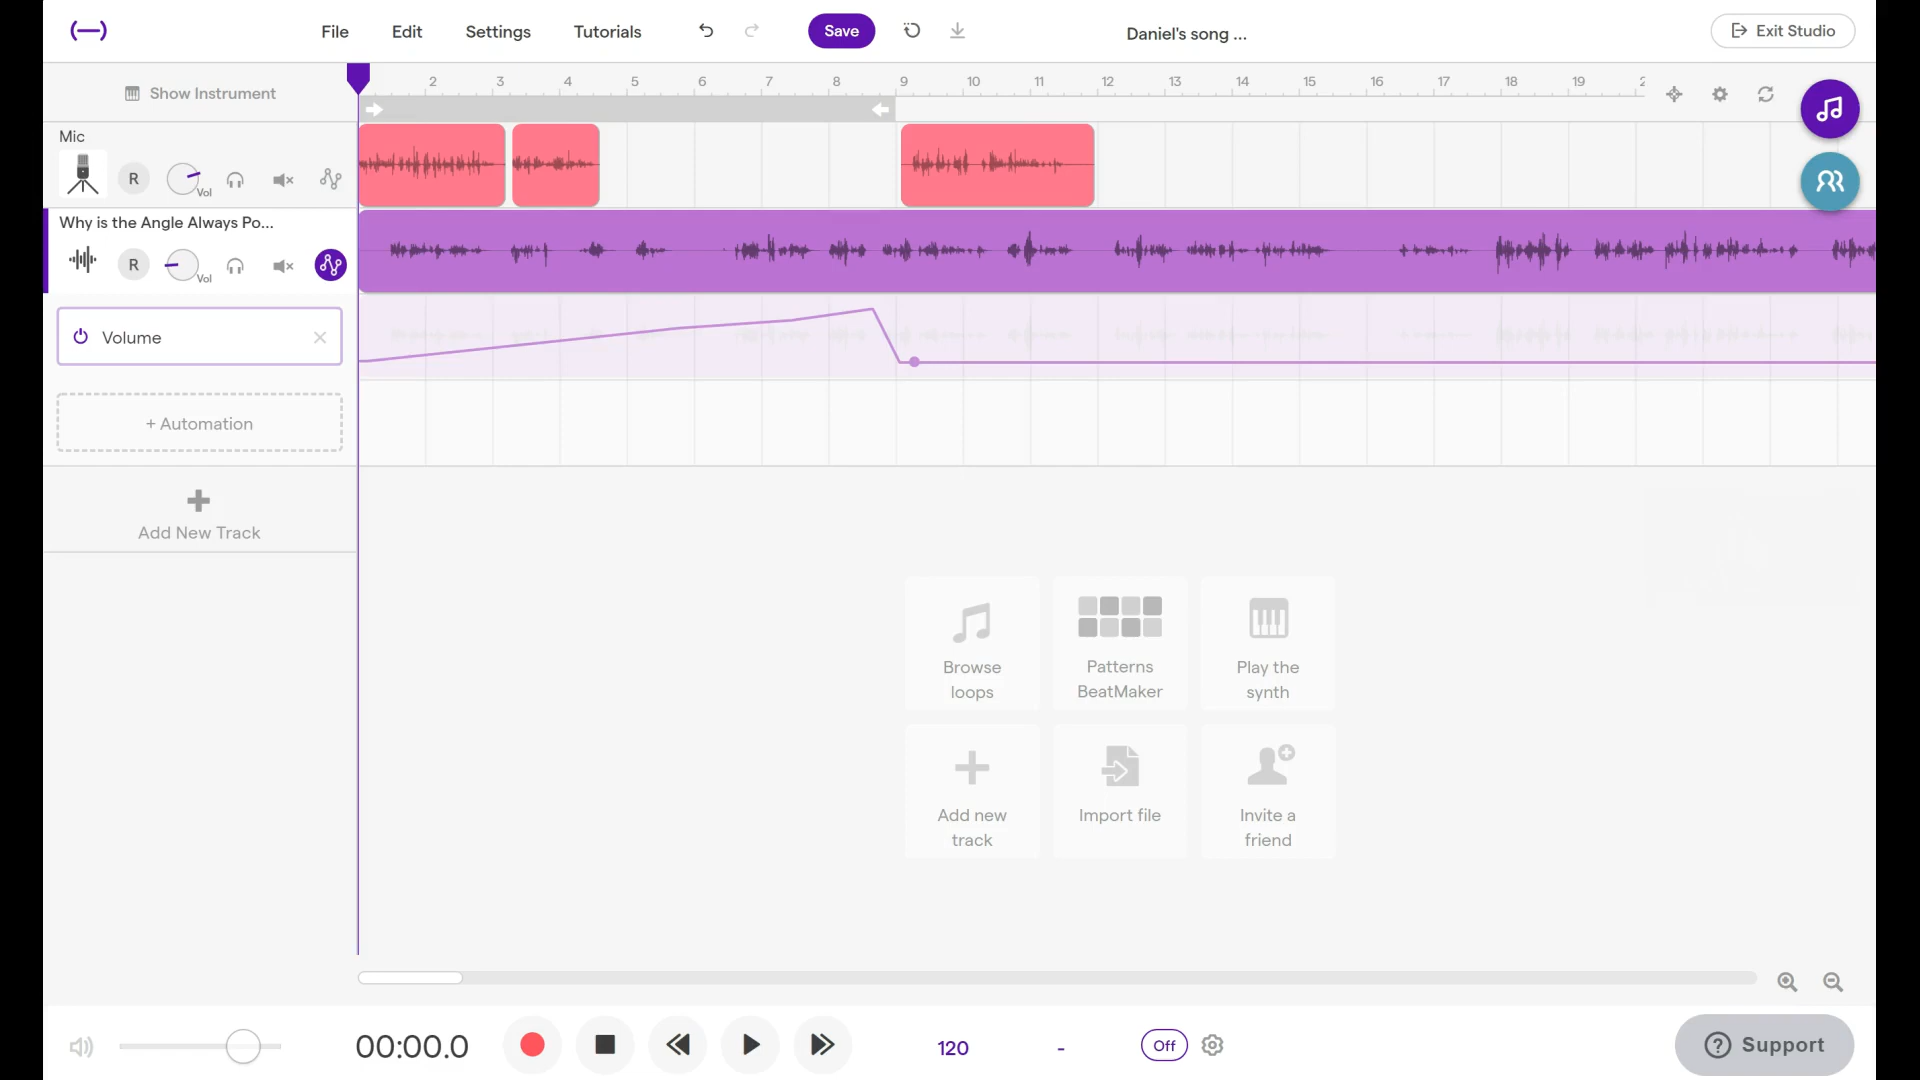 File Edit Settings Tutorials Save Daniel's song ... Exit Studio
Show Instrument
2 3 4 5 6 7 8 9 10 11 12 13 14 15 16 17 18 19
Mic
R Vol
Why is the Angle Always Po...
R Vol
Volume
+ Automation
Add New Track
Browse
loops
Patterns
BeatMaker
Play the
synth
Add new
track
Import file
Invite a
friend
00:00.0 120 - Off
? Support